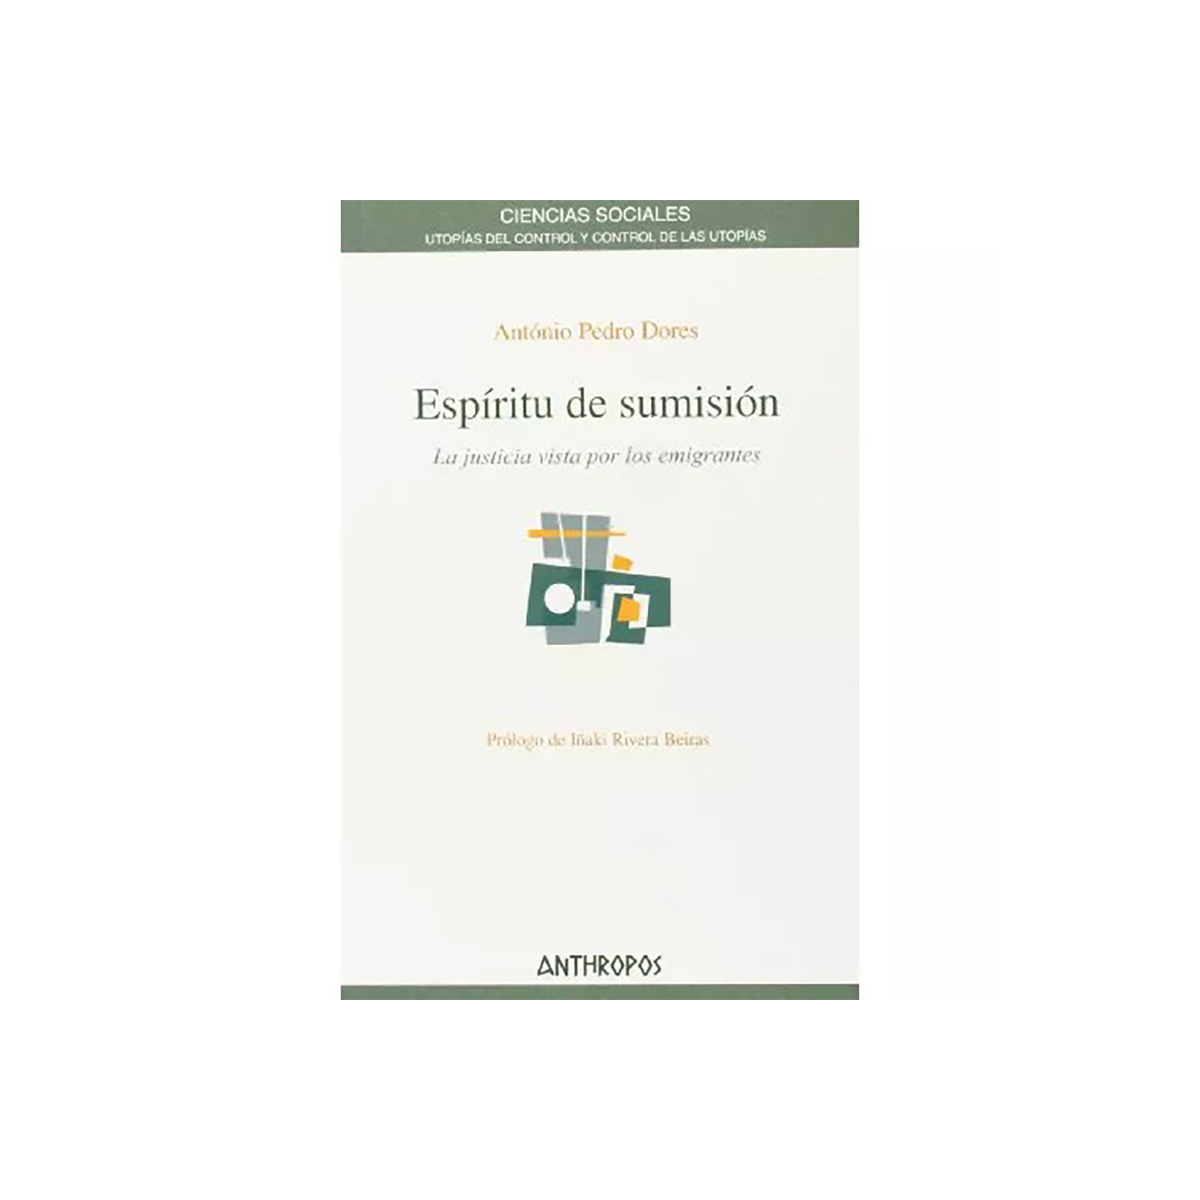 CIENCIAS SOCIALES
UTOPÍAS DEL CONTROL Y CONTROL DE LAS UTOPÍAS
António Pedro Dores
Espíritu de sumisión
La justicia vista por los emigrantes
Prólogo de Iñaki Rivera Beiras
ANTHROPOS